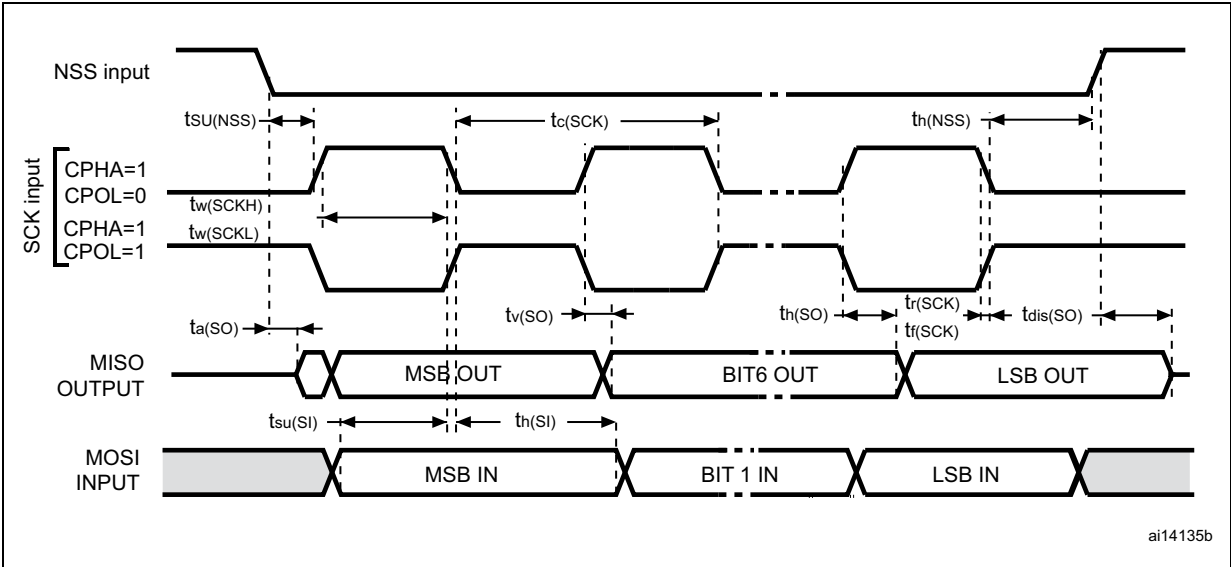 NSS input
tSU(NSS)
tc(SCK)
th(NSS)
SCK input
CPHA=1
CPOL=0
tw(SCKH)
CPHA=1
tw(SCKL)
CPOL=1
ta(SO)
tv(SO)
th(SO)
tr(SCK)
tf(SCK)
tdis(SO)
MISO
OUTPUT
MSB OUT
BIT6 OUT
LSB OUT
tsu(SI)
th(SI)
MOSI
INPUT
MSB IN
BIT 1 IN
LSB IN
ai14135b